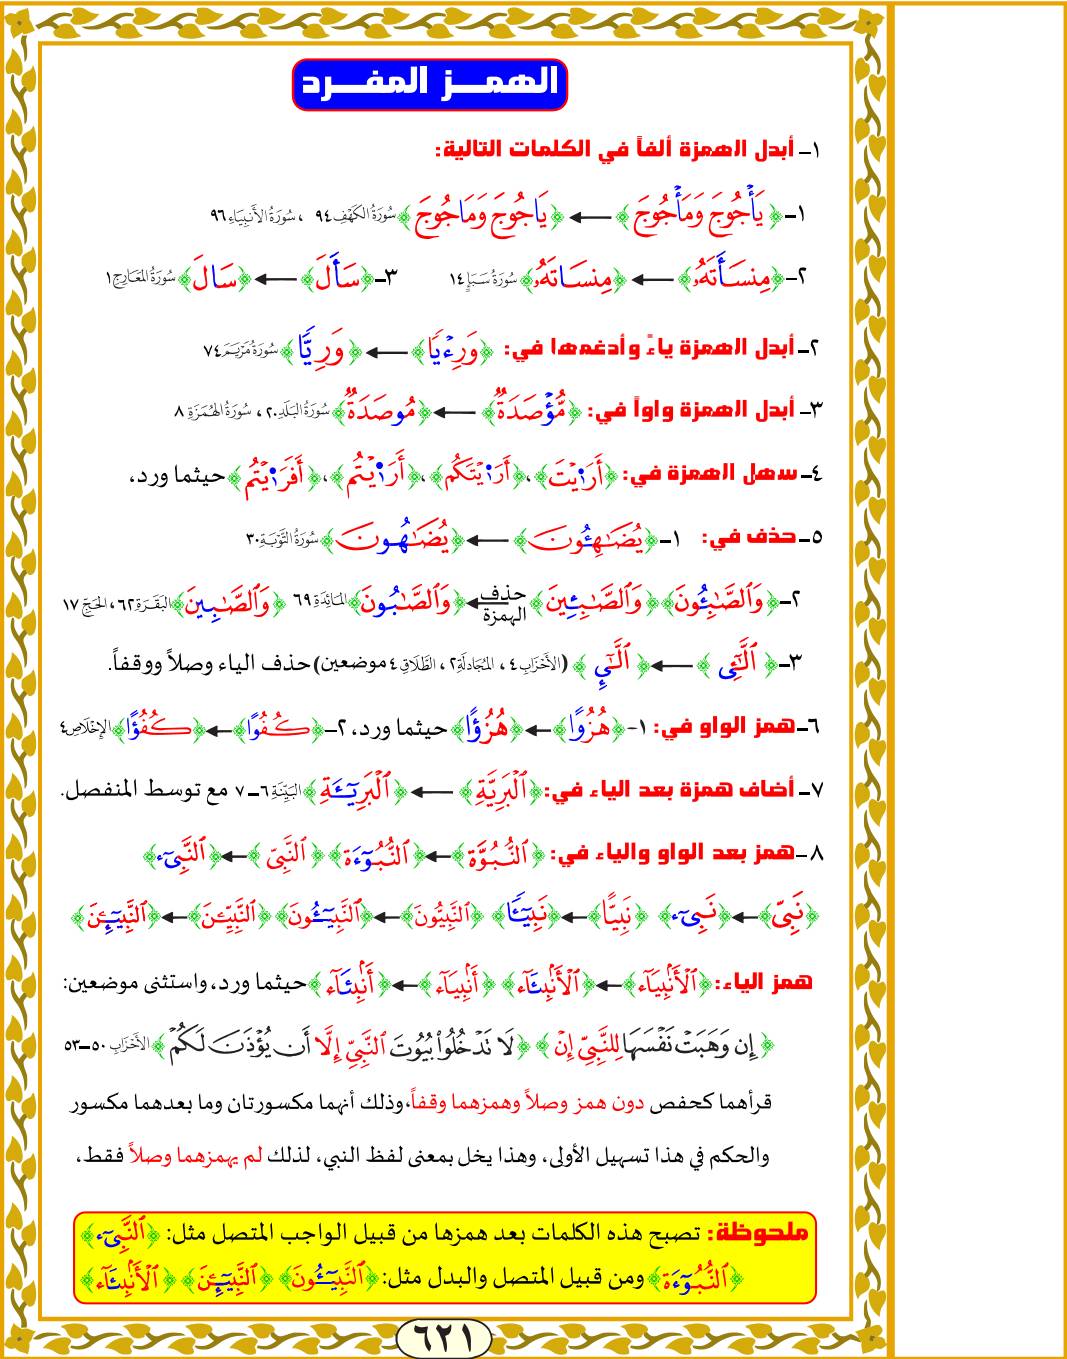 الهمـــز المفـــرد
١- أبدل الهمزة ألفاً في الكلمات التالية:
١-﴿يَأۡجُوجَ وَمَأۡجُوجَ﴾ ← ﴿يَاجُوجَ وَمَاجُوجَ﴾ سُورَةُ الكَهْفِ ٩٤ ، سُورَةُ الأَنبِيَاءِ ٩٦
٢-﴿مِنسَأَتَهُۥ﴾ ← ﴿مِنسَاتَهُۥ﴾ سُورَةُ سَبَإٍ ١٤ ٣-﴿سَأَلَ﴾ ← ﴿سَالَ﴾ سُورَةُ المَعَارِجِ ١
٢- أبدل الهمزة ياءً وأدغمها في: ﴿وَرِءۡيٗا﴾ ← ﴿وَرِيّٗا﴾ سُورَةُ مَرْيَمَ ٧٤
٣- أبدل الهمزة واواً في: ﴿مُّؤۡصَدَةٞ﴾ ← ﴿مُوصَدَةٞ﴾ سُورَةُ البَلَدِ ٢٠، سُورَةُ الهُمَزَةِ ٨
٤- سهل الهمزة في: ﴿أَرَٰ۬يۡتَ﴾، ﴿أَرَٰ۬يۡتَكُم﴾، ﴿أَرَٰ۬يۡتُم﴾، ﴿أَفَرَٰ۬يۡتُم﴾ حيثما ورد،
٥- حذف في: ١-﴿يُضَٰهِـُٔونَ﴾ ← ﴿يُضَٰهُونَ﴾ سُورَةُ التَّوْبَةِ ٣٠
٢-﴿وَٱلصَّٰبِـُٔونَ﴾ ﴿وَٱلصَّٰبِـِٔينَ﴾ حذف الهمزة ← ﴿وَٱلصَّٰبُونَ﴾ المَائِدَةِ ٦٩ ﴿وَٱلصَّٰبِينَ﴾ البَقَرَةِ ٦٢، الحَجِّ ١٧
٣-﴿ٱلَّـٰٓـِٔي﴾ ← ﴿ٱلَّـٰٓءِ﴾ (الأَحْزَابِ ٤ ، المُجَادلَةِ ٢ ، الطَّلَاقِ ٤ موضعين) حذف الياء وصلاً ووقفاً.
٦- همز الواو في: ١-﴿هُزُوٗا﴾ ← ﴿هُزُؤٗا﴾ حيثما ورد، ٢-﴿كُفُوٗا﴾ ← ﴿كُفُؤٗا﴾ الإِخْلَاصِ ٤
٧- أضاف همزة بعد الياء في: ﴿ٱلۡبَرِيَّةِ﴾ ← ﴿ٱلۡبَرِيٓـَٔةِ﴾ البَيِّنَةِ ٦-٧ مع توسط المنفصل.
٨- همز بعد الواو والياء في: ﴿ٱلنُّبُوَّةَ﴾ ← ﴿ٱلنُّبُوٓءَةَ﴾ ﴿ٱلنَّبِيّ﴾ ← ﴿ٱلنَّبِيٓء﴾
﴿نَبِيّ﴾ ← ﴿نَبِيٓء﴾ ﴿نَبِيّٗا﴾ ← ﴿نَبِيٓـٔٗا﴾ ﴿ٱلنَّبِيُّونَ﴾ ← ﴿ٱلنَّبِيٓـُٔونَ﴾ ﴿ٱلنَّبِيِّـۧنَ﴾ ← ﴿ٱلنَّبِيٓـِٔنَ﴾
همز الياء: ﴿ٱلۡأَنۢبِيَآءَ﴾ ← ﴿ٱلۡأَنۢبِـَٔآءَ﴾ ﴿أَنۢبِيَآءَ﴾ ← ﴿أَنۢبِـَٔآءَ﴾ حيثما ورد، واستثنى موضعين:
﴿إِن وَهَبَتۡ نَفۡسَهَا لِلنَّبِيِّ إِنۡ﴾ ﴿لَا تَدۡخُلُواْ بُيُوتَ ٱلنَّبِيِّ إِلَّآ أَن يُؤۡذَنَ لَكُمۡ﴾ الأَحْزَابِ ٥٠-٥٣
قرأهما كحفص دون همز وصلاً وهمزهما وقفاً،وذلك أنهما مكسورتان وما بعدهما مكسور
والحكم في هذا تسهيل الأولى، وهذا يخل بمعنى لفظ النبي، لذلك لم يهمزهما وصلاً فقط،
ملحوظة: تصبح هذه الكلمات بعد همزها من قبيل الواجب المتصل مثل: ﴿ٱلنَّبِيٓء﴾
﴿ٱلنُّبُوٓءَةَ﴾ ومن قبيل المتصل والبدل مثل: ﴿ٱلنَّبِيٓـُٔونَ﴾ ﴿ٱلنَّبِيٓـِٔنَ﴾ ﴿ٱلۡأَنۢبِـَٔآءَ﴾
٦٢١